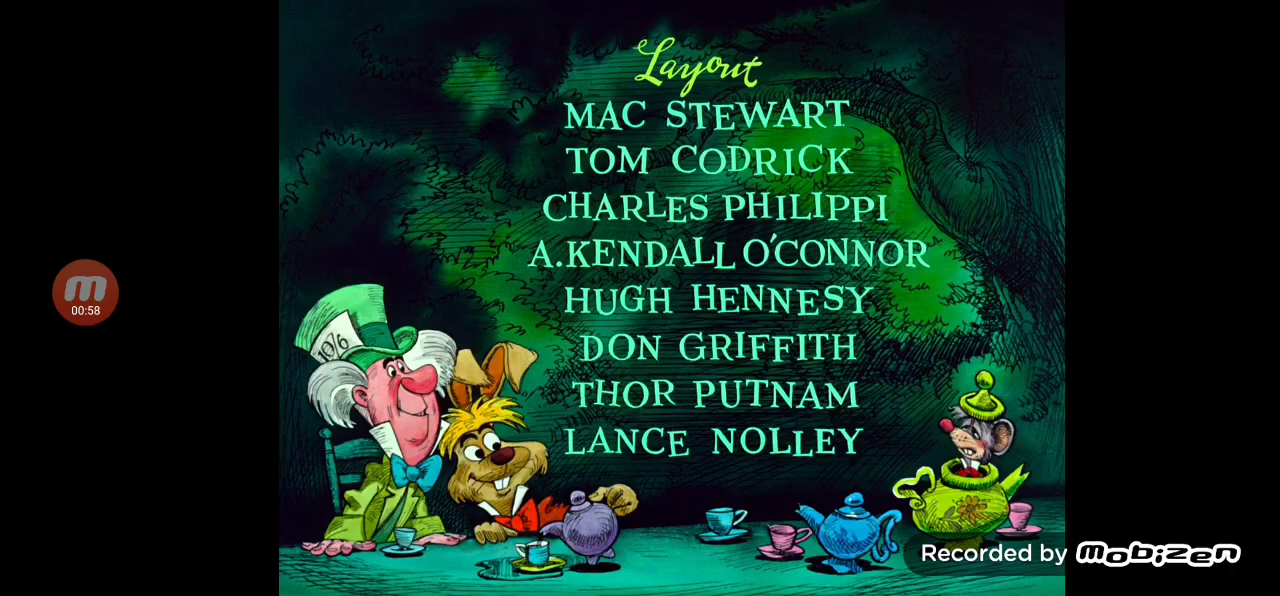 Layout
MAC STEWART
TOM CODRICK
CHARLES PHILIPPI
A.KENDALL O'CONNOR
HUGH HENNESY
DON GRIFFITH
THOR PUTNAM
LANCE NOLLEY
10/6
m
00:58
Recorded by mobizen